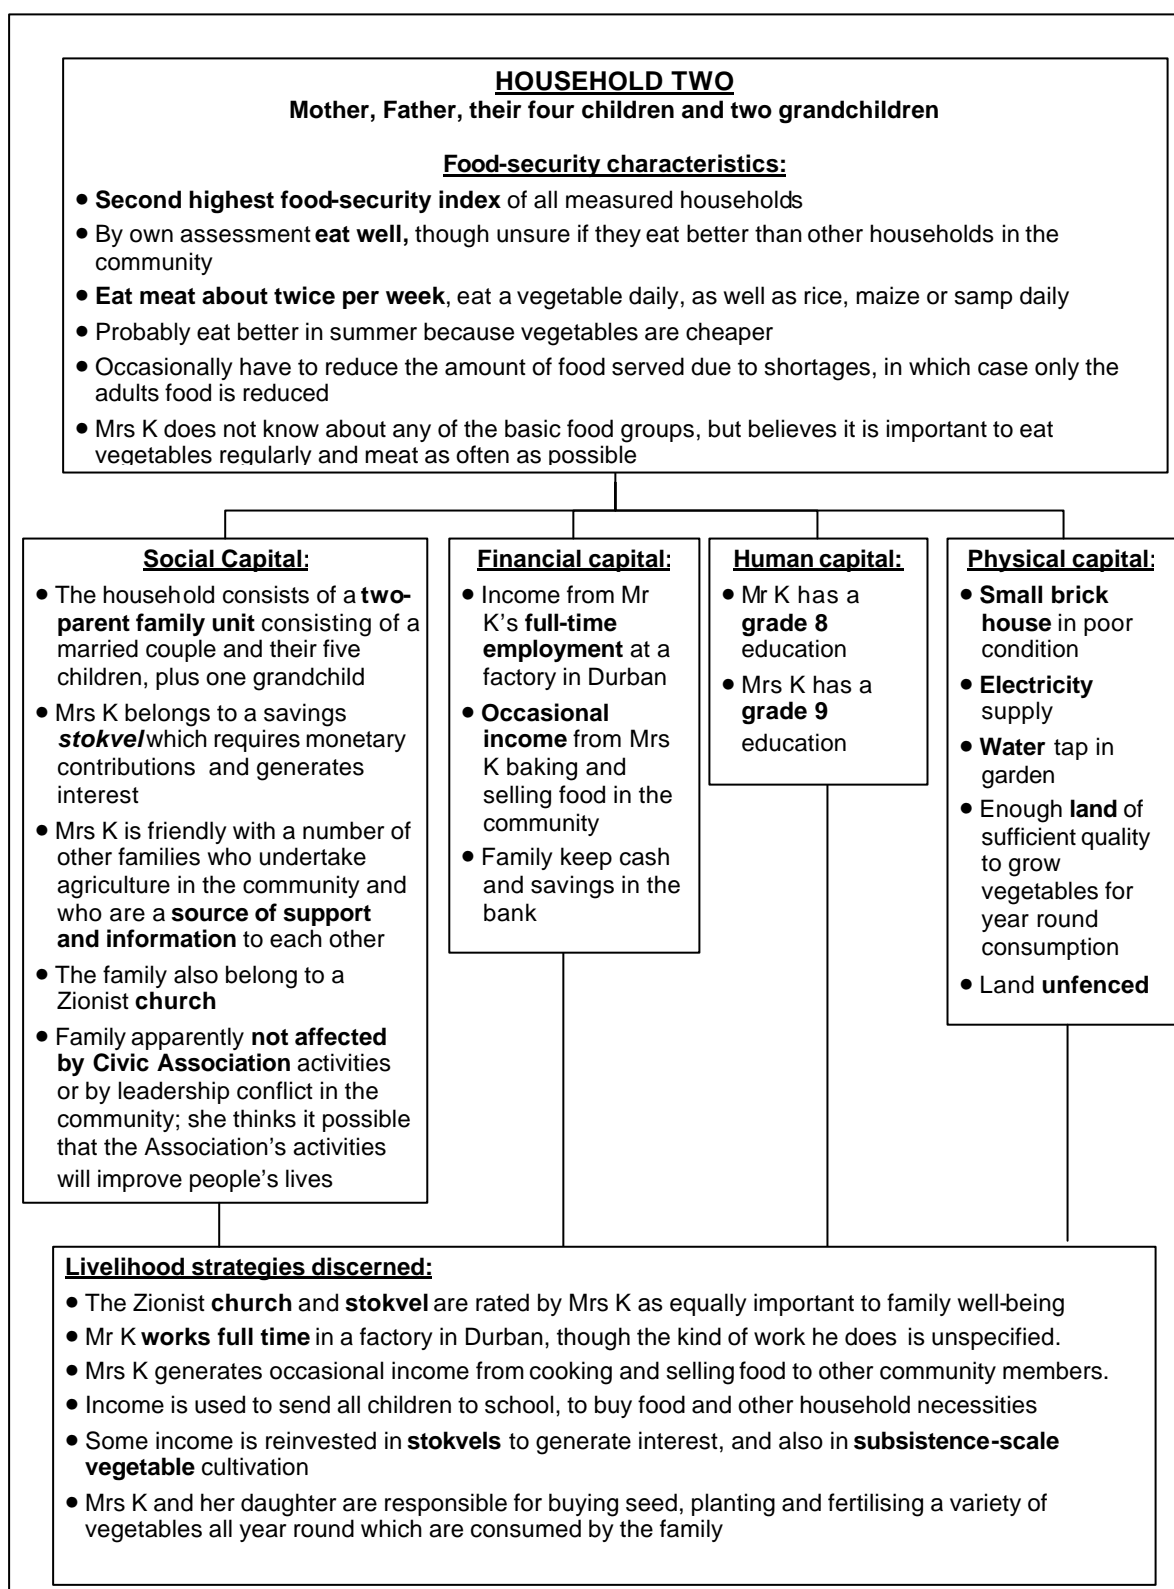 HOUSEHOLD TWO
Mother, Father, their four children and two grandchildren
Food-security characteristics:
• Second highest food-security index of all measured households
• By own assessment eat well, though unsure if they eat better than other households in the
community
• Eat meat about twice per week, eat a vegetable daily, as well as rice, maize or samp daily
• Probably eat better in summer because vegetables are cheaper
• Occasionally have to reduce the amount of food served due to shortages, in which case only the
adults food is reduced
• Mrs K does not know about any of the basic food groups, but believes it is important to eat
vegetables regularly and meat as often as possible
Social Capital:
• The household consists of a two-
parent family unit consisting of a
married couple and their five
children, plus one grandchild
• Mrs K belongs to a savings
stokvel which requires monetary
contributions and generates
interest
• Mrs K is friendly with a number of
other families who undertake
agriculture in the community and
who are a source of support
and information to each other
• The family also belong to a
Zionist church
• Family apparently not affected
by Civic Association activities
or by leadership conflict in the
community; she thinks it possible
that the Association's activities
will improve people's lives
Financial capital:
• Income from Mr
K's full-time
employment at a
factory in Durban
• Occasional
income from Mrs
K baking and
selling food in the
community
• Family keep cash
and savings in the
bank
Human capital:
• Mr K has a
grade 8
education
• Mrs K has a
grade 9
education
Physical capital:
• Small brick
house in poor
condition
• Electricity
supply
• Water tap in
garden
• Enough land of
sufficient quality
to grow
vegetables for
year round
consumption
• Land unfenced
Livelihood strategies discerned:
• The Zionist church and stokvel are rated by Mrs K as equally important to family well-being
• Mr K works full time in a factory in Durban, though the kind of work he does is unspecified.
• Mrs K generates occasional income from cooking and selling food to other community members.
• Income is used to send all children to school, to buy food and other household necessities
• Some income is reinvested in stokvels to generate interest, and also in subsistence-scale
vegetable cultivation
• Mrs K and her daughter are responsible for buying seed, planting and fertilising a variety of
vegetables all year round which are consumed by the family